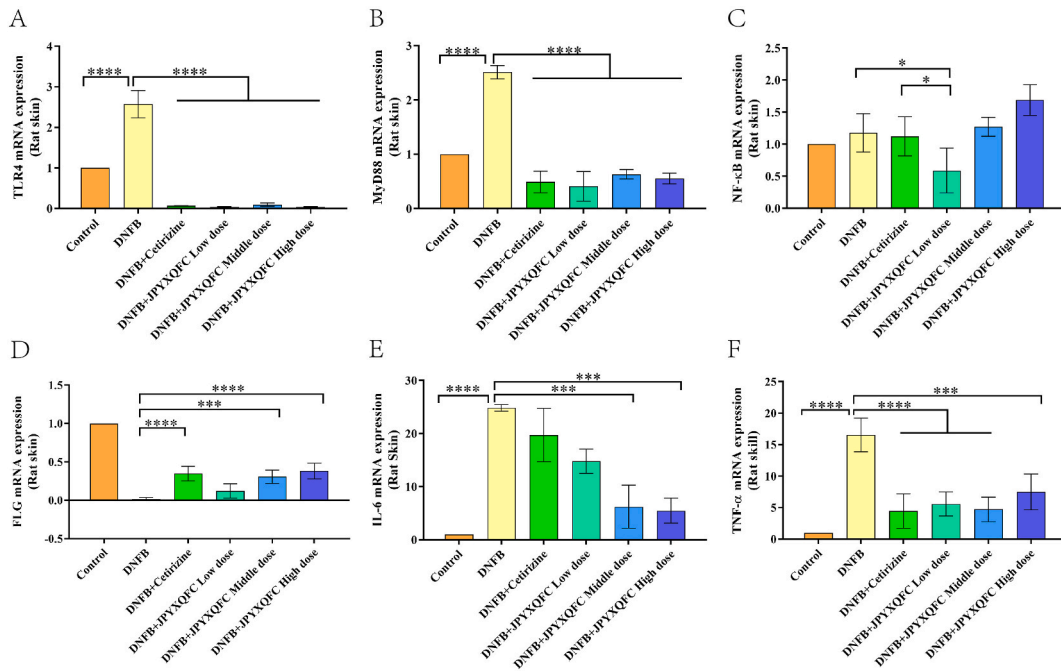 A
TLR4 mRNA expression
(Rat skin)
4
3
2
1
0
****
****
Control
DNFB
DNFB+Cetirizine
DNFB+JPYXQFC Low dose
DNFB+JPYXQFC Middle dose
DNFB+JPYXQFC High dose
B
MyD88 mRNA expression
(Rat skin)
3
2
1
0
****
****
Control
DNFB
DNFB+Cetirizine
DNFB+JPYXQFC Low dose
DNFB+JPYXQFC Middle dose
DNFB+JPYXQFC High dose
C
NF-κB mRNA expression
(Rat skin)
2.5
2.0
1.5
1.0
0.5
0.0
*
*
Control
DNFB
DNFB+Cetirizine
DNFB+JPYXQFC Low dose
DNFB+JPYXQFC Middle dose
DNFB+JPYXQFC High dose
D
FLG mRNA expression
(Rat skin)
1.5
1.0
0.5
0.0
-0.5
****
***
****
Control
DNFB
DNFB+Cetirizine
DNFB+JPYXQFC Low dose
DNFB+JPYXQFC Middle dose
DNFB+JPYXQFC High dose
E
IL-6 mRNA expression
(Rat Skin)
30
20
10
0
****
***
***
Control
DNFB
DNFB+Cetirizine
DNFB+JPYXQFC Low dose
DNFB+JPYXQFC Middle dose
DNFB+JPYXQFC High dose
F
TNF-α mRNA expression
(Rat skill)
25
20
15
10
5
0
****
****
***
Control
DNFB
DNFB+Cetirizine
DNFB+JPYXQFC Low dose
DNFB+JPYXQFC Middle dose
DNFB+JPYXQFC High dose